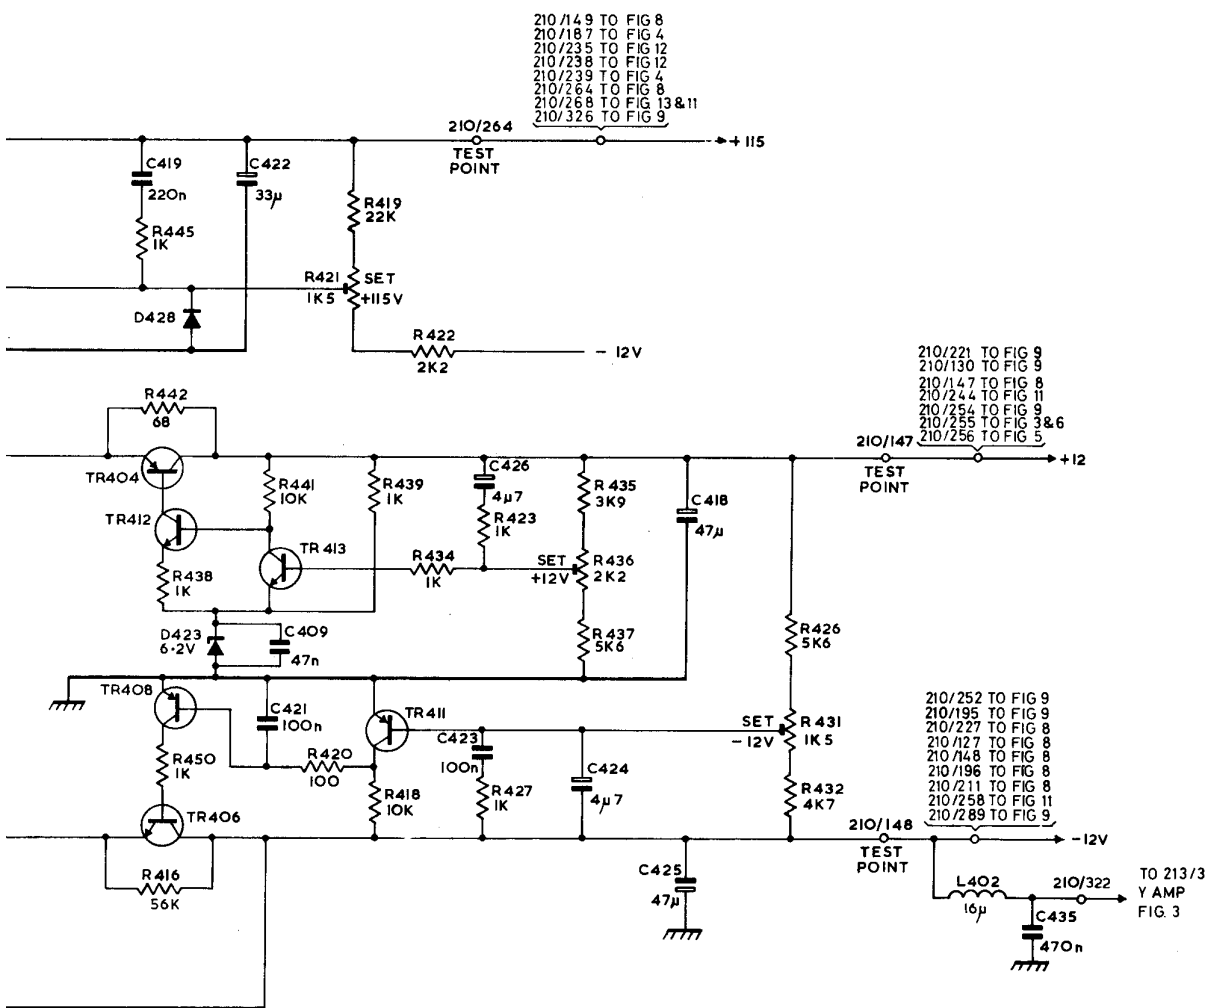 210/149 TO FIG 8
210/187 TO FIG 4
210/235 TO FIG 12
210/238 TO FIG 12
210/239 TO FIG 4
210/264 TO FIG 8
210/268 TO FIG 13&11
210/326 TO FIG 9
210/264
TEST
POINT
+115
C419
220n
C422
33µ
R419
22K
R445
1K
R421
1K5
SET
+115V
D428
R422
2K2
- 12V
210/221 TO FIG 9
210/130 TO FIG 9
210/147 TO FIG 8
210/244 TO FIG 11
210/254 TO FIG 9
210/255 TO FIG 3&6
210/256 TO FIG 5
R442
68
210/147
TEST
POINT
+12
TR404
R441
10K
R439
1K
C426
4µ7
R435
3K9
C418
47µ
TR412
R423
1K
TR413
R434
1K
SET
+12V
R436
2K2
R438
1K
D423
6·2V
C409
47n
R437
5K6
R426
5K6
TR408
C421
100n
TR411
SET
-12V
R431
1K5
210/252 TO FIG 9
210/195 TO FIG 9
210/227 TO FIG 8
210/127 TO FIG 8
210/148 TO FIG 8
210/196 TO FIG 8
210/211 TO FIG 8
210/258 TO FIG 11
210/289 TO FIG 9
R450
1K
R420
100
C423
100n
C424
4µ7
R418
10K
R427
1K
R432
4K7
TR406
210/148
TEST
POINT
-12V
R416
56K
C425
47µ
L402
16µ
210/322
TO 213/3
Y AMP
FIG. 3
C435
470n